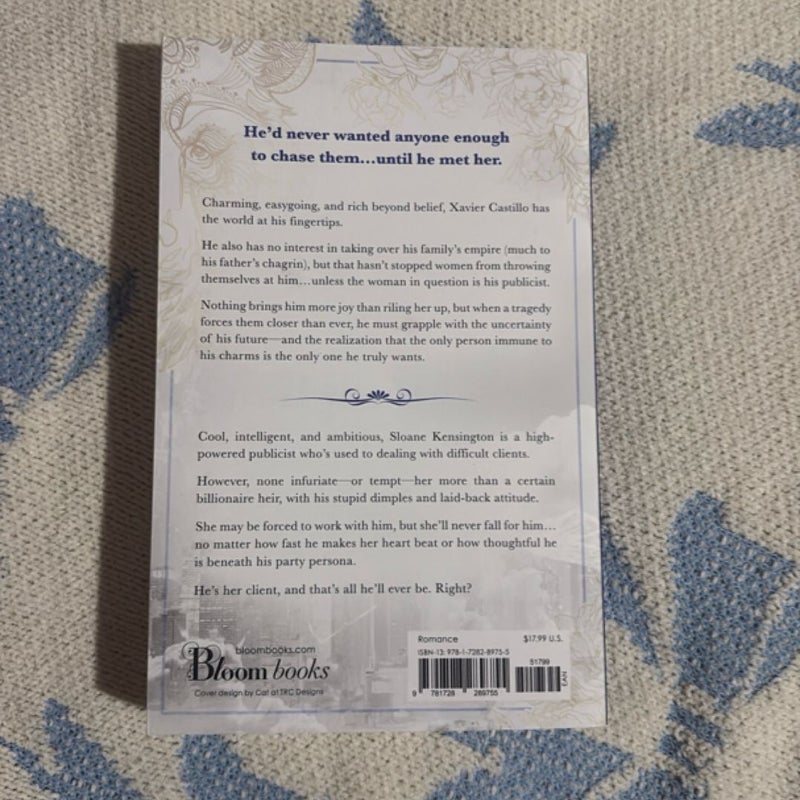 He'd never wanted anyone enough
to chase them...until he met her.
Charming, easygoing, and rich beyond belief, Xavier Castillo has
the world at his fingertips.
He also has no interest in taking over his family's empire (much to
his father's chagrin), but that hasn't stopped women from throwing
themselves at him...unless the woman in question is his publicist.
Nothing brings him more joy than riling her up, but when a tragedy
forces them closer than ever, he must grapple with the uncertainty
of his future—and the realization that the only person immune to
his charms is the only one he truly wants.
Cool, intelligent, and ambitious, Sloane Kensington is a high-
powered publicist who's used to dealing with difficult clients.
However, none infuriate—or tempt—her more than a certain
billionaire heir, with his stupid dimples and laid-back attitude.
She may be forced to work with him, but she'll never fall for him...
no matter how fast he makes her heart beat or how thoughtful he
is beneath his party persona.
He's her client, and that's all he'll ever be. Right?
bloombooks.com
Bloom books
Cover design by Cat at TRC Designs
Romance $17.99 U.S.
ISBN-13: 978-1-7282-8975-5
51799
EAN
9 781728 289755